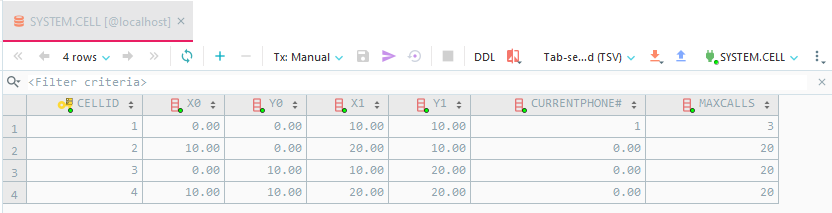 SYSTEM.CELL [@localhost] ×
4 rows Tx: Manual DDL Tab-se...d (TSV) SYSTEM.CELL
<Filter criteria>
CELLID X0 Y0 X1 Y1 CURRENTPHONE# MAXCALLS
1 1 0.00 0.00 10.00 10.00 1 3
2 2 10.00 0.00 20.00 10.00 0.00 20
3 3 0.00 10.00 10.00 20.00 0.00 20
4 4 10.00 10.00 20.00 20.00 0.00 20